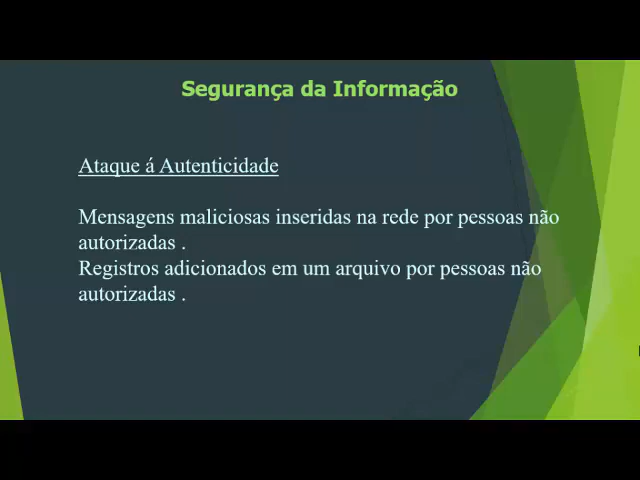 Segurança da Informação
Ataque á Autenticidade
Mensagens maliciosas inseridas na rede por pessoas não
autorizadas .
Registros adicionados em um arquivo por pessoas não
autorizadas .